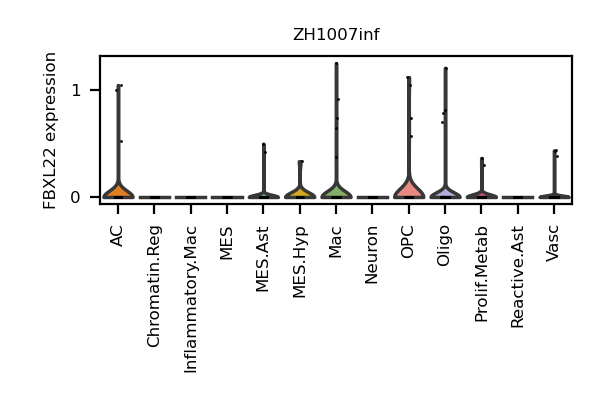 ZH1007inf
FBXL22 expression
1
0
AC
Chromatin.Reg
Inflammatory.Mac
MES
MES.Ast
MES.Hyp
Mac
Neuron
OPC
Oligo
Prolif.Metab
Reactive.Ast
Vasc